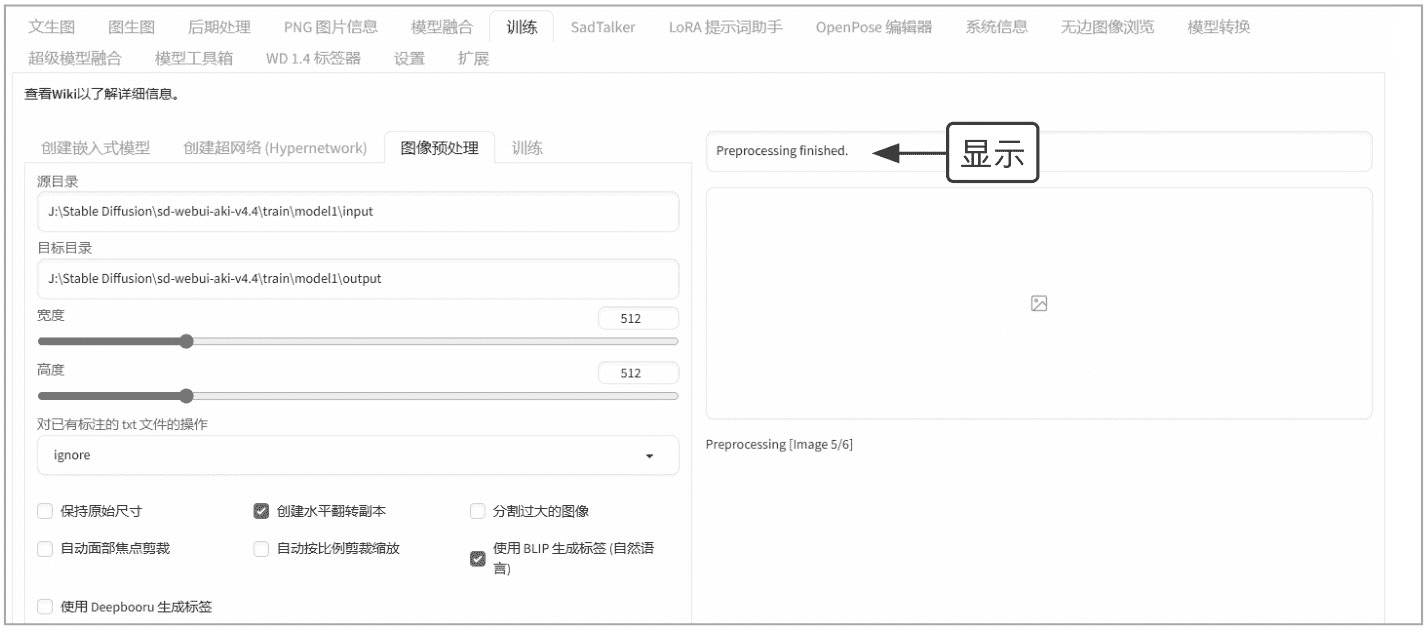 文生图 图生图 后期处理 PNG 图片信息 模型融合 训练 SadTalker LoRA 提示词助手 OpenPose 编辑器 系统信息 无边图像浏览 模型转换
超级模型融合 模型工具箱 WD 1.4 标签器 设置 扩展
查看Wiki以了解详细信息。
创建嵌入式模型 创建超网络 (Hypernetwork) 图像预处理 训练
源目录
J:\Stable Diffusion\sd-webui-aki-v4.4\train\model1\input
目标目录
J:\Stable Diffusion\sd-webui-aki-v4.4\train\model1\output
宽度
512
高度
512
对已有标注的 txt 文件的操作
ignore
保持原始尺寸 创建水平翻转副本 分割过大的图像
自动面部焦点剪裁 自动按比例剪裁缩放 使用 BLIP 生成标签 (自然语
言)
使用 Deepbooru 生成标签
Preprocessing finished.
显示
Preprocessing [Image 5/6]